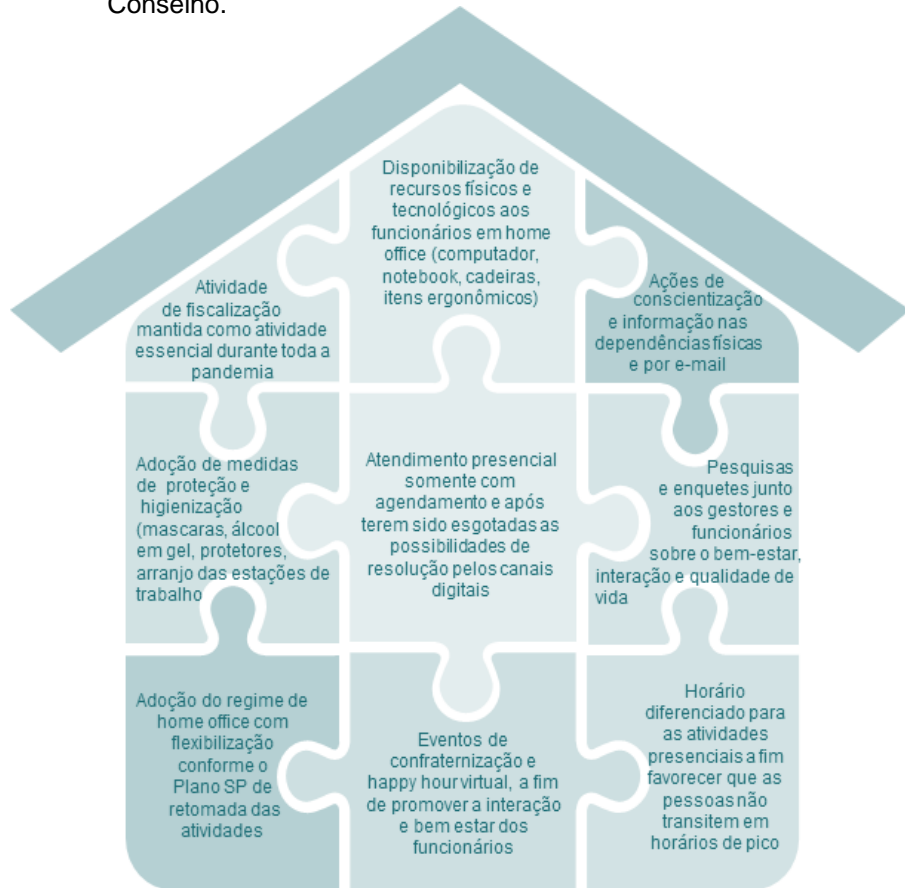 Conselho.
Disponibilização de
recursos físicos e
tecnológicos aos
funcionários em home
office (computador,
notebook, cadeiras,
itens ergonômicos)
Atividade
de fiscalização
mantida como atividade
essencial durante toda a
pandemia
Ações de
conscientização
e informação nas
dependências físicas
e por e-mail
Adoção de medidas
de proteção e
higienização
(mascaras, álcool
em gel, protetores,
arranjo das estações de
trabalho
Atendimento presencial
somente com
agendamento e após
terem sido esgotadas as
possibilidades de
resolução pelos canais
digitais
Pesquisas
e enquetes junto
aos gestores e
funcionários
sobre o bem-estar,
interação e qualidade de
vida
Adoção do regime de
home office com
flexibilização
conforme o
Plano SP de
retomada das
atividades
Eventos de
confraternização e
happy hour virtual, a fim
de promover a interação
e bem estar dos
funcionários
Horário
diferenciado para
as atividades
presenciais a fim
favorecer que as
pessoas não
transitem em
horários de pico